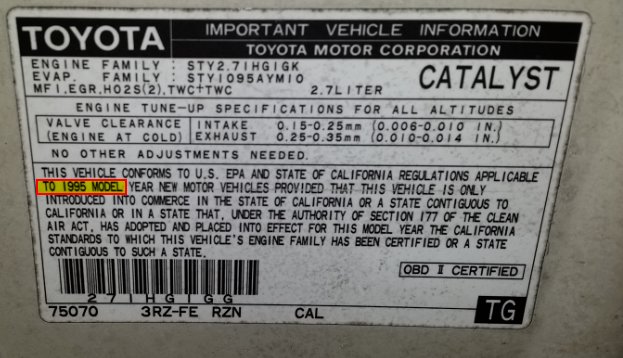 TOYOTA
IMPORTANT VEHICLE INFORMATION
TOYOTA MOTOR CORPORATION
ENGINE FAMILY : STY2.7IHGIGK
EVAP. FAMILY : STY1095AYMIO
MFI,EGR,HO2S(2),TWC+TWC 2.7LITER
CATALYST
ENGINE TUNE-UP SPECIFICATIONS FOR ALL ALTITUDES
VALVE CLEARANCE INTAKE 0.15-0.25mm (0.006-0.010 IN.)
(ENGINE AT COLD) EXHAUST 0.25-0.35mm (0.010-0.014 IN.)
NO OTHER ADJUSTMENTS NEEDED.
THIS VEHICLE CONFORMS TO U.S. EPA AND STATE OF CALIFORNIA REGULATIONS APPLICABLE
TO 1995 MODEL YEAR NEW MOTOR VEHICLES PROVIDED THAT THIS VEHICLE IS ONLY
INTRODUCED INTO COMMERCE IN THE STATE OF CALIFORNIA OR A STATE CONTIGUOUS TO
CALIFORNIA OR IN A STATE THAT, UNDER THE AUTHORITY OF SECTION 177 OF THE CLEAN
AIR ACT, HAS ADOPTED AND PLACED INTO EFFECT FOR THIS MODEL YEAR THE CALIFORNIA
STANDARDS TO WHICH THIS VEHICLE'S ENGINE FAMILY HAS BEEN CERTIFIED OR A STATE
CONTIGUOUS TO SUCH A STATE.
OBD II CERTIFIED
27IHGIGG
75070 3RZ-FE RZN CAL TG